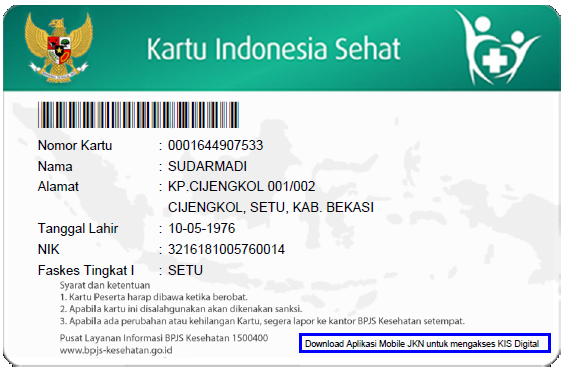 Kartu Indonesia Sehat
Nomor Kartu : 0001644907533
Nama : SUDARMADI
Alamat : KP.CIJENGKOL 001/002
CIJENGKOL, SETU, KAB. BEKASI
Tanggal Lahir : 10-05-1976
NIK : 3216181005760014
Faskes Tingkat I : SETU
Syarat dan ketentuan
1. Kartu Peserta harap dibawa ketika berobat.
2. Apabila kartu ini disalahgunakan akan dikenakan sanksi.
3. Apabila ada perubahan atau kehilangan Kartu, segera lapor ke kantor BPJS Kesehatan setempat.
Pusat Layanan Informasi BPJS Kesehatan 1500400
www.bpjs-kesehatan.go.id
Download Aplikasi Mobile JKN untuk mengakses KIS Digital